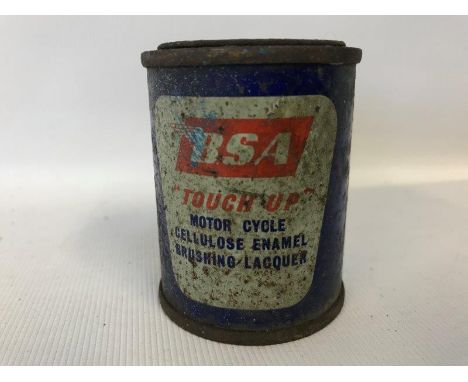 BSA
"TOUCH UP"
MOTOR CYCLE
CELLULOSE ENAMEL
BRUSHING LACQUER